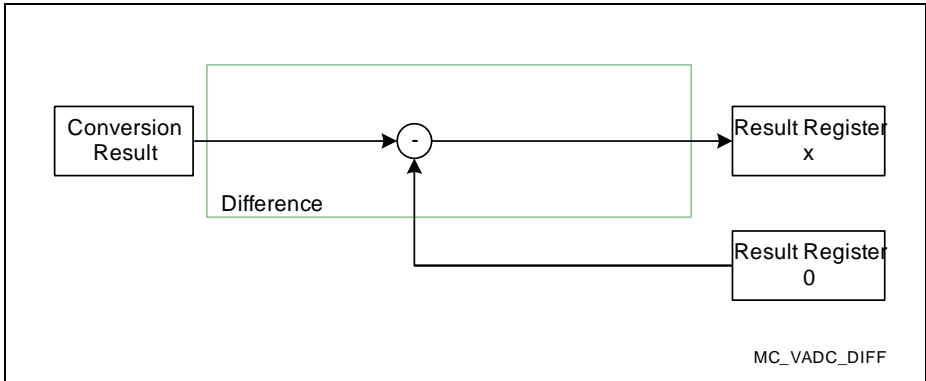 Conversion
Result
-
Result Register
x
Difference
Result Register
0
MC_VADC_DIFF